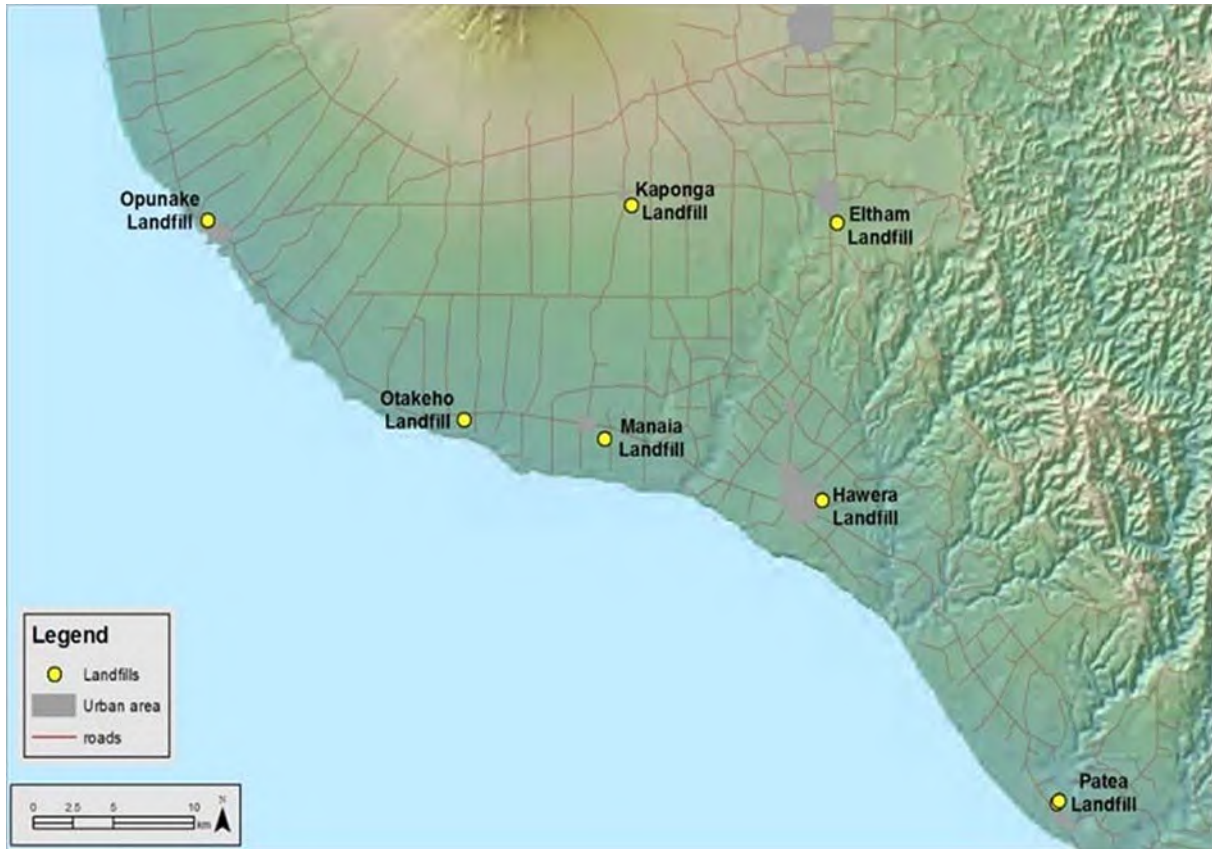 Opunake
Landfill
Kaponga
Landfill
Eltham
Landfill
Otakeho
Landfill
Manaia
Landfill
Hawera
Landfill
Patea
Landfill
Legend
Landfills
Urban area
roads
0 2.5 5 10
km
N